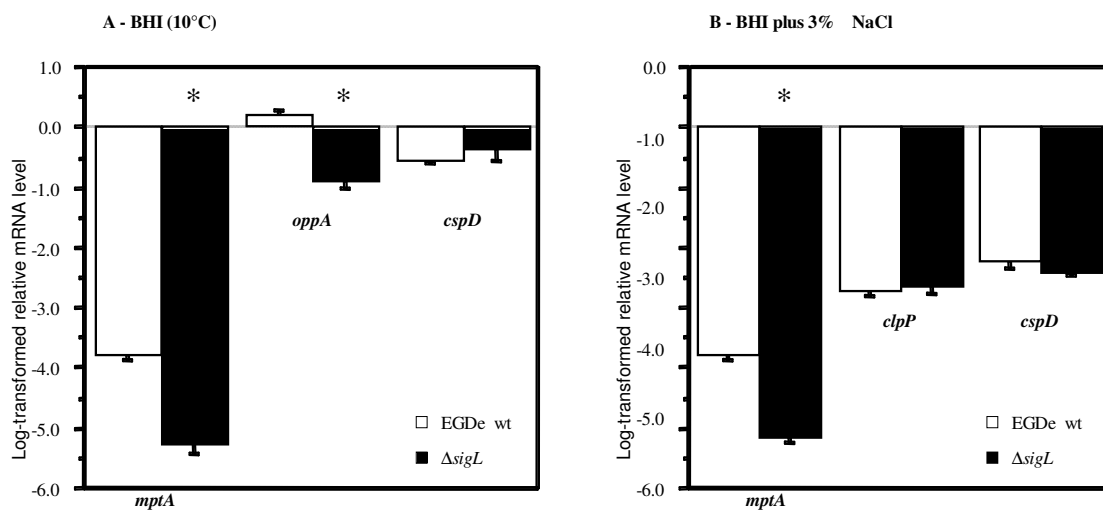 A - BHI (10°C)
B - BHI plus 3% NaCl
Log-transformed relative mRNA level
1.0
0.0
-1.0
-2.0
-3.0
-4.0
-5.0
-6.0
*
*
oppA
cspD
EGDe wt
ΔsigL
mptA
Log-transformed relative mRNA level
0.0
-1.0
-2.0
-3.0
-4.0
-5.0
-6.0
*
clpP
cspD
EGDe wt
ΔsigL
mptA